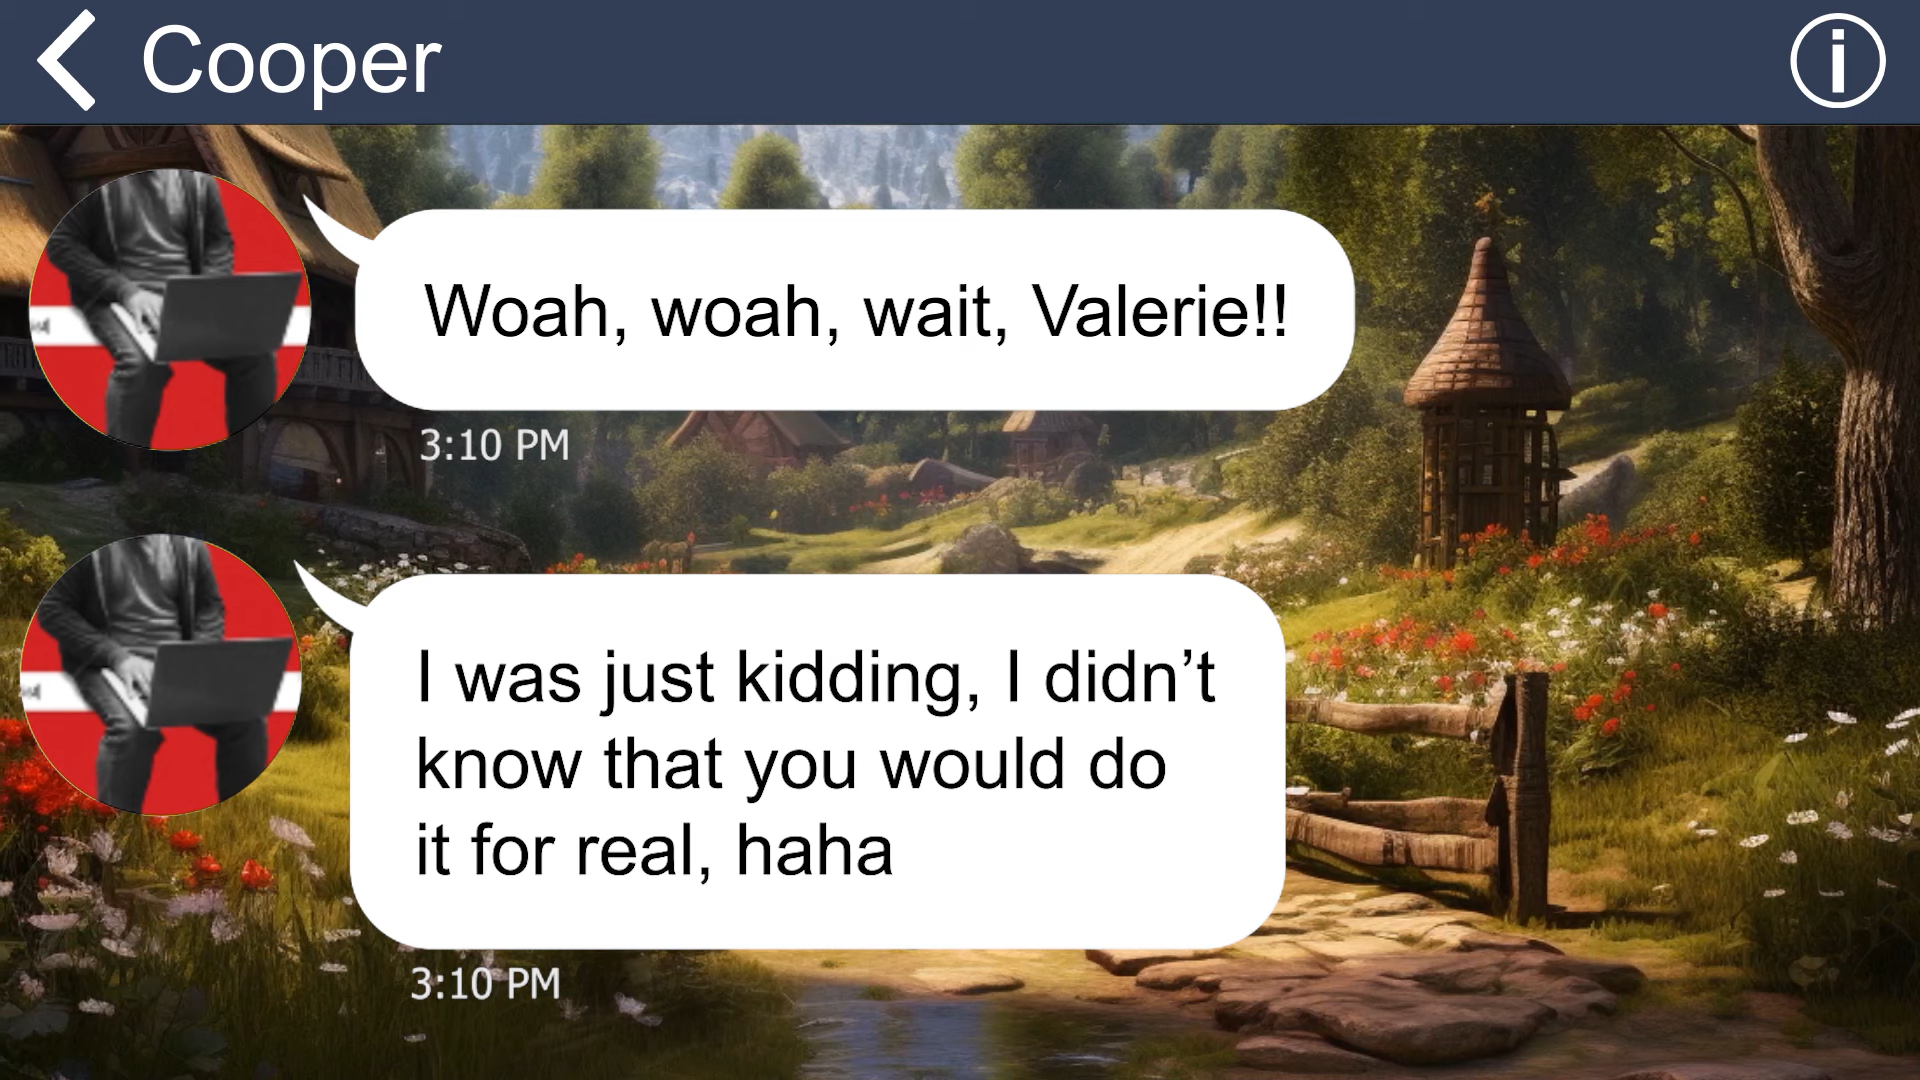 Cooper
Woah, woah, wait, Valerie!!
3:10 PM
I was just kidding, I didn’t
know that you would do
it for real, haha
3:10 PM